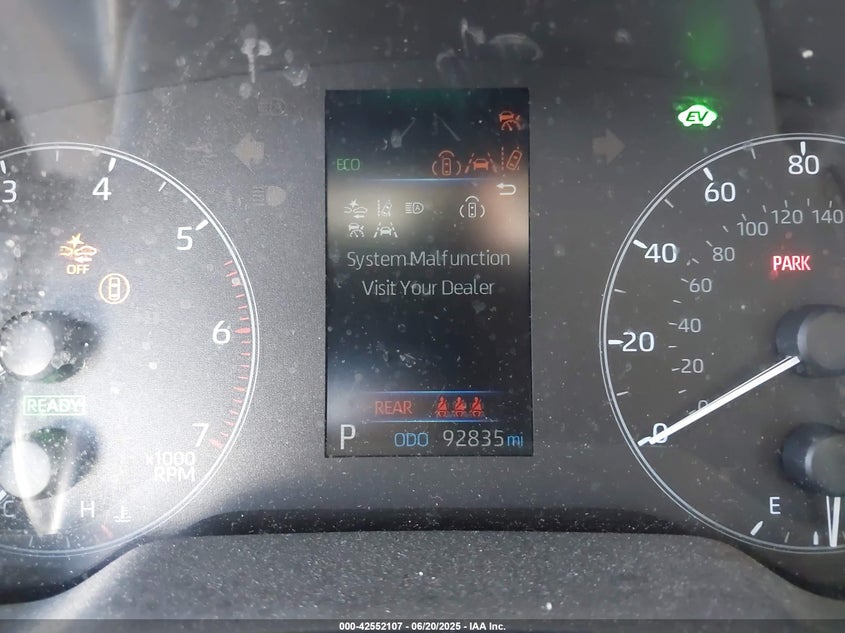 EV
3
4
5
6
7
x1000
RPM
OFF
READY
C
H
ECO
System Malfunction
Visit Your Dealer
REAR
P
ODO 92835 mi
80
60
40
20
0
140
120
100
80
60
40
20
0
PARK
E
000-42552107 - 06/20/2025 - IAA Inc.